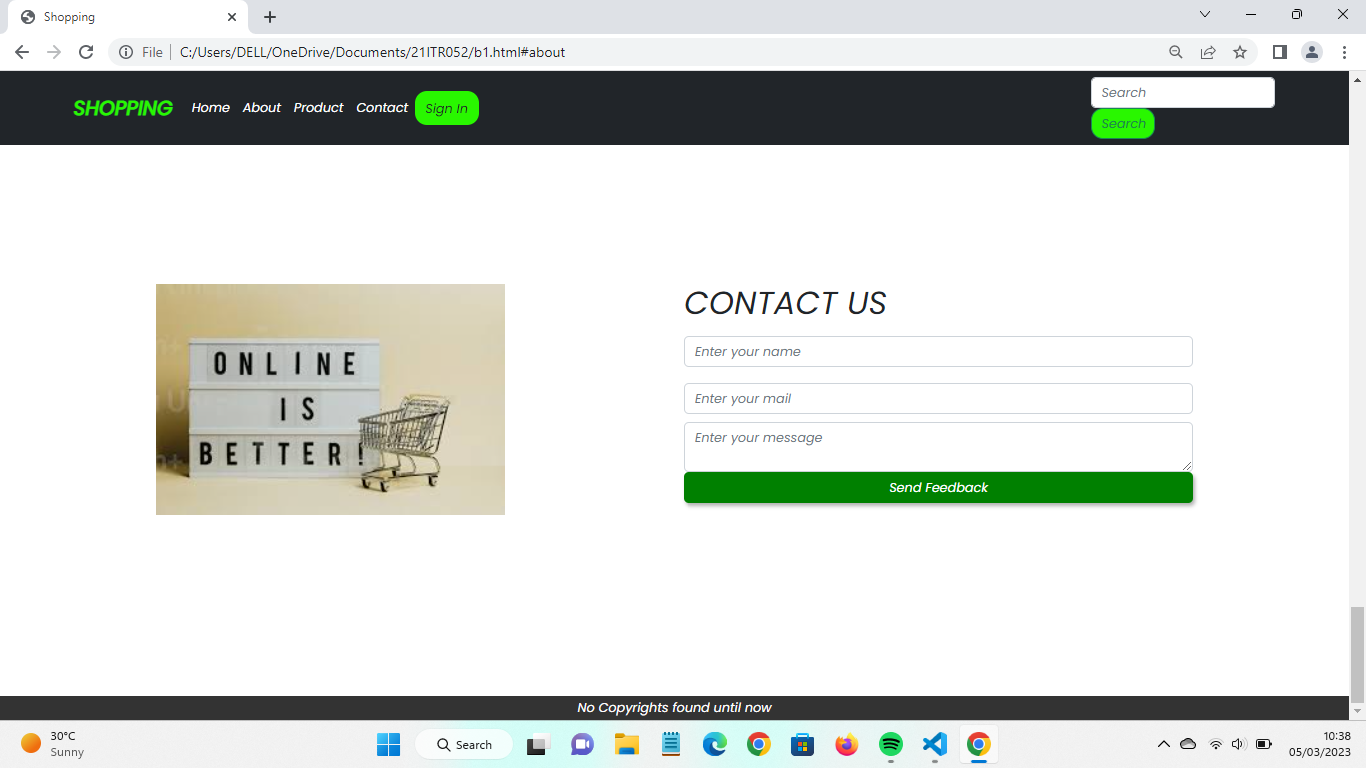 Shopping
File
C:/Users/DELL/OneDrive/Documents/21ITR052/b1.html#about
SHOPPING
Home
About
Product
Contact
Sign In
Search
Search
ONLINE
IS
BETTER!
CONTACT US
Enter your name
Enter your mail
Enter your message
Send Feedback
No Copyrights found until now
30°C
Sunny
Search
10:38
05/03/2023